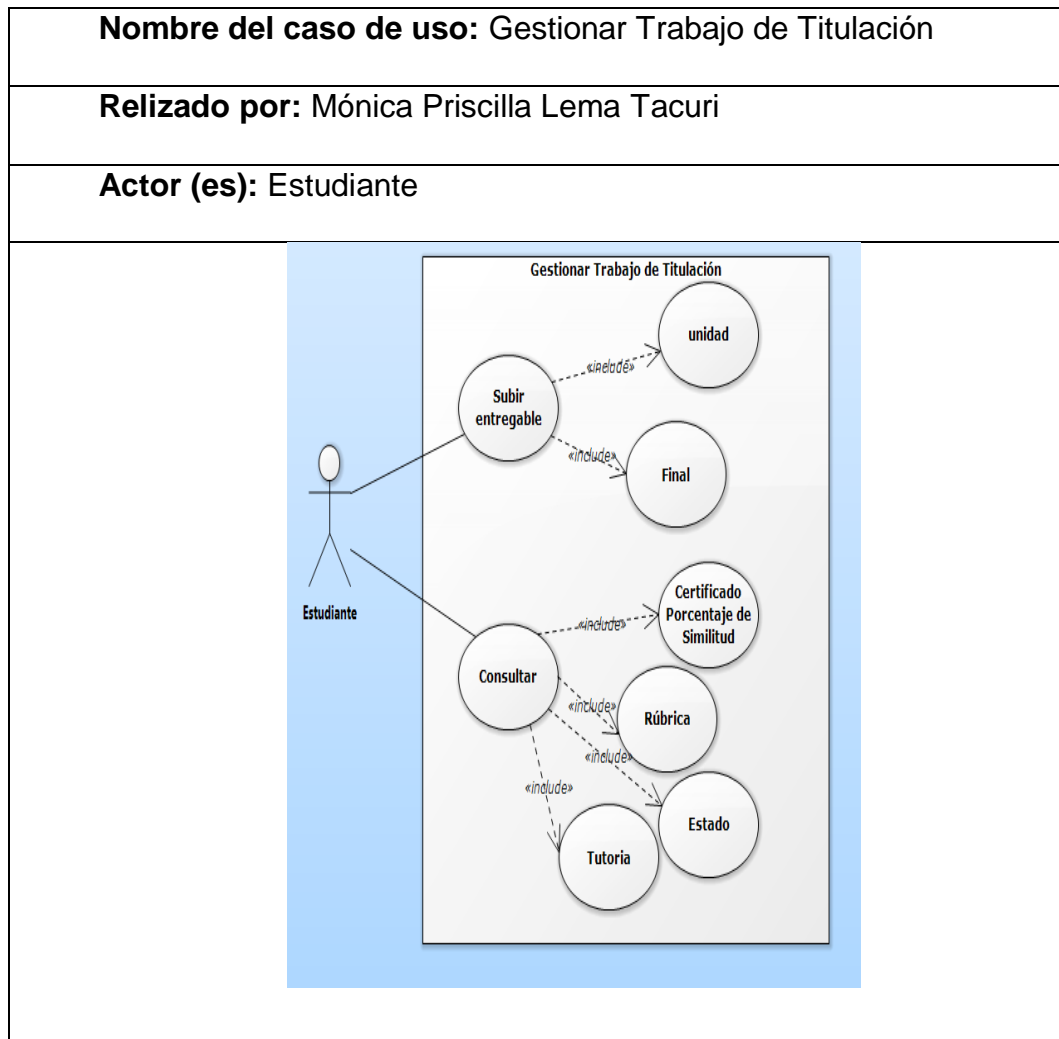 Nombre del caso de uso: Gestionar Trabajo de Titulación
Relizado por: Mónica Priscilla Lema Tacuri
Actor (es): Estudiante
Gestionar Trabajo de Titulación
unidad
«include»
Subir
entregable
«include»
Final
Estudiante
Certificado
Porcentaje de
Similitud
«include»
Consultar
«include»
Rúbrica
«include»
«include»
Estado
Tutoria